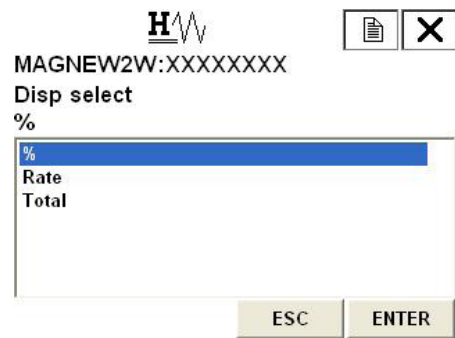 H
MAGNEW2W:XXXXXXXX
Disp select
%
%
Rate
Total
ESC
ENTER